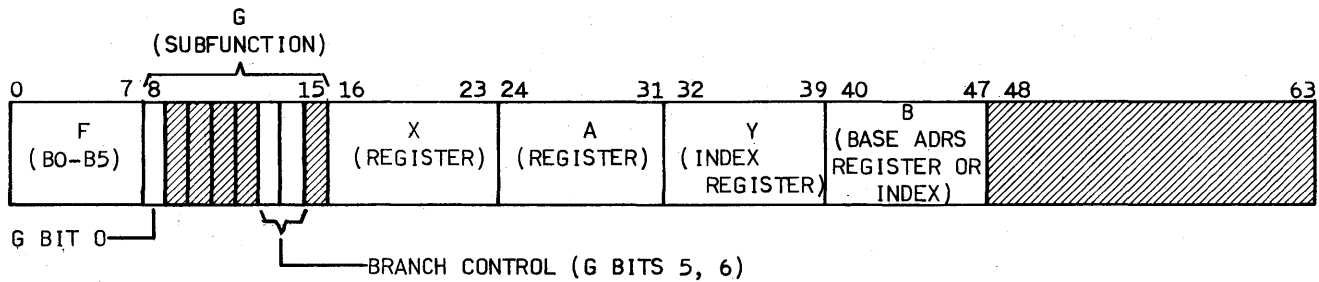 G
(SUBFUNCTION)
0 7 8 15 16 23 24 31 32 39 40 47 48 63
F
(B0-B5)
X
(REGISTER)
A
(REGISTER)
Y
(INDEX
REGISTER)
B
(BASE ADRS
REGISTER OR
INDEX)
G BIT 0
BRANCH CONTROL (G BITS 5, 6)